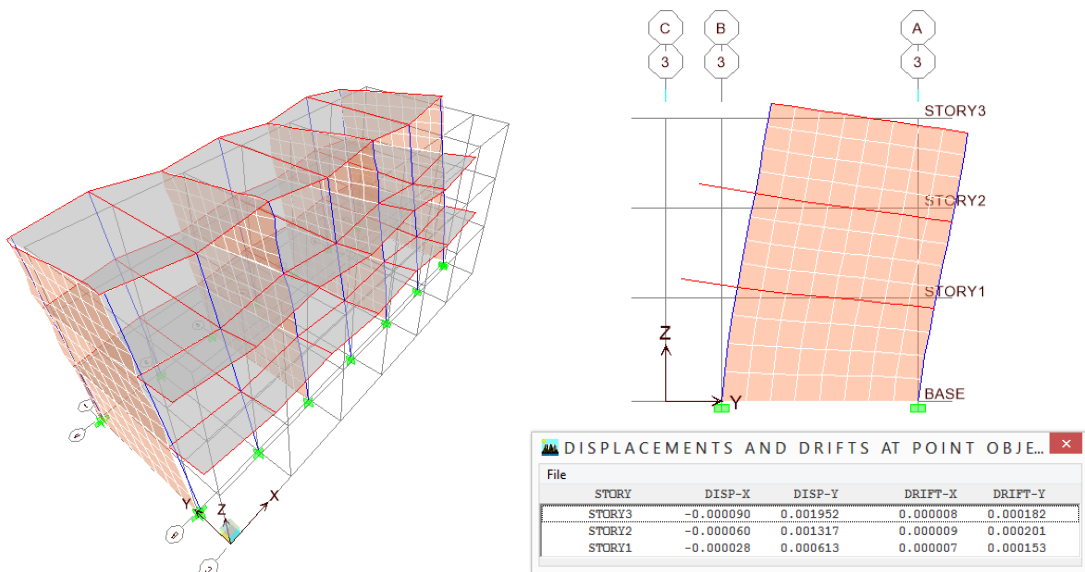 C B A
3 3 3
STORY3
STORY2
STORY1
Z
BASE
Y
Y Z X
DISPLACEMENTS AND DRIFTS AT POINT OBJE...
File
STORY DISP-X DISP-Y DRIFT-X DRIFT-Y
STORY3 -0.000090 0.001952 0.000008 0.000182
STORY2 -0.000060 0.001317 0.000009 0.000201
STORY1 -0.000028 0.000613 0.000007 0.000153